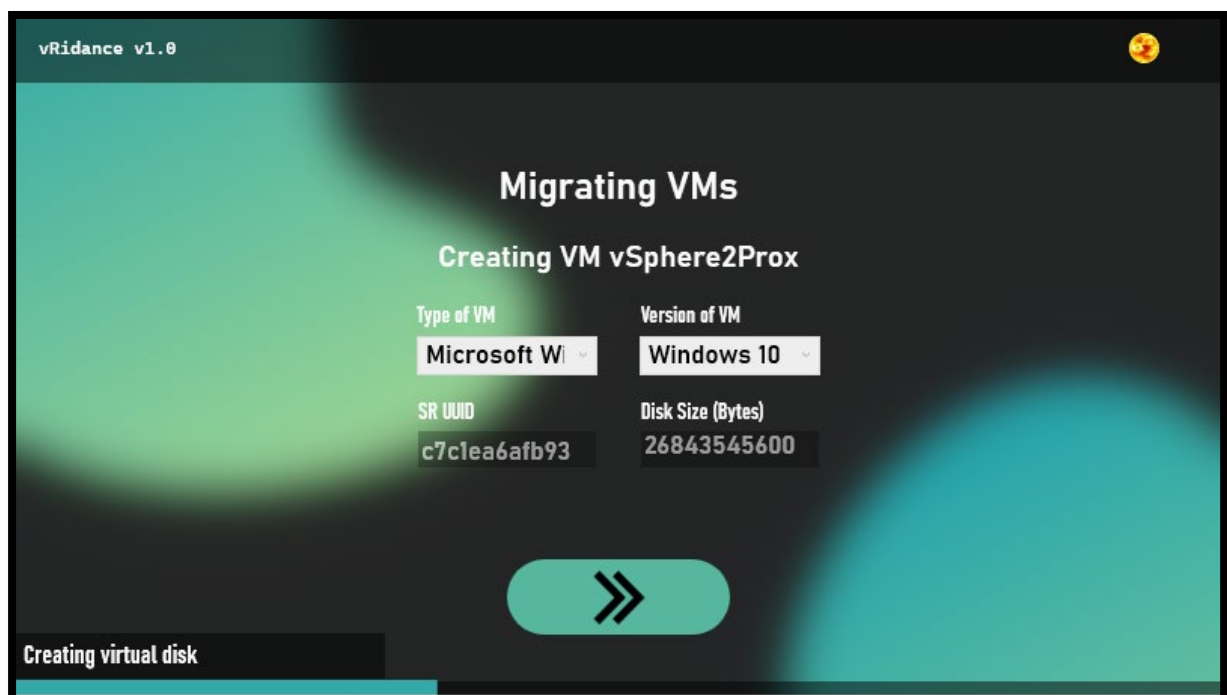 vRidance v1.0
Migrating VMs
Creating VM vSphere2Prox
Type of VM Version of VM
Microsoft Wi Windows 10
SR UUID Disk Size (Bytes)
c7c1ea6afb93 26843545600
Creating virtual disk